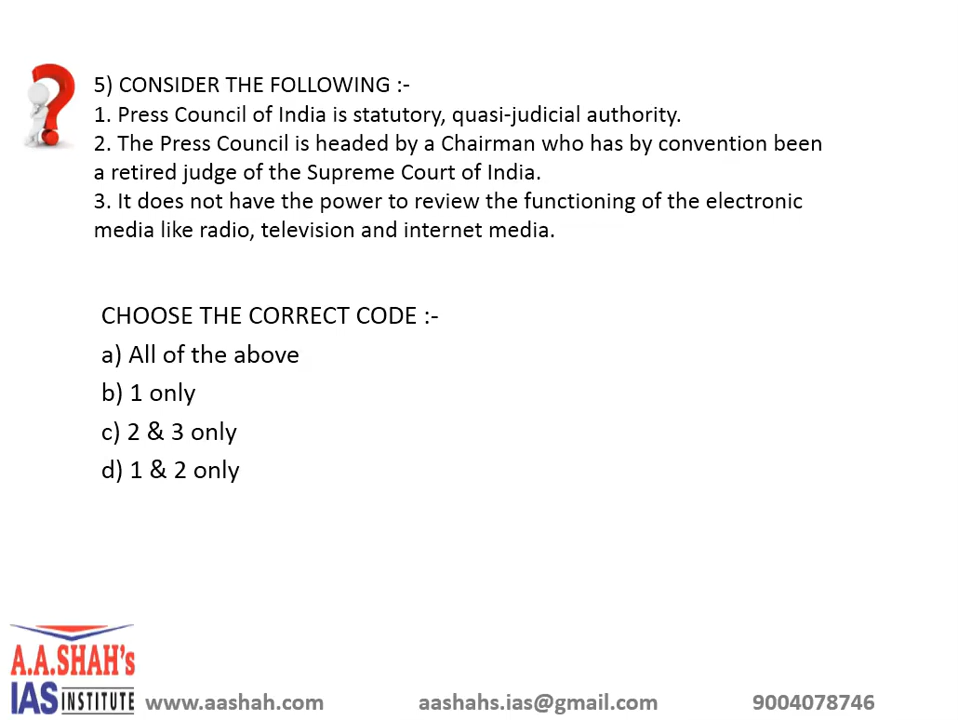 5) CONSIDER THE FOLLOWING :-
1. Press Council of India is statutory, quasi-judicial authority.
2. The Press Council is headed by a Chairman who has by convention been
a retired judge of the Supreme Court of India.
3. It does not have the power to review the functioning of the electronic
media like radio, television and internet media.
CHOOSE THE CORRECT CODE :-
a) All of the above
b) 1 only
c) 2 & 3 only
d) 1 & 2 only
A.A.SHAH's
IAS INSTITUTE
www.aashah.com aashahs.ias@gmail.com 9004078746